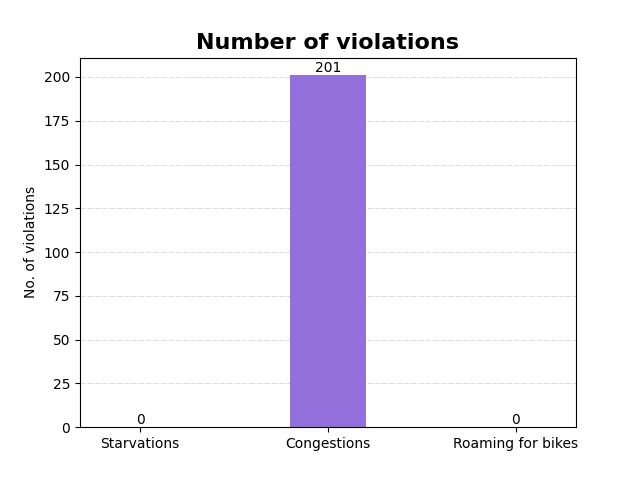 Number of violations
201
200
175
150
125
100
75
50
25
0
No. of violations
0
0
Starvations
Congestions
Roaming for bikes